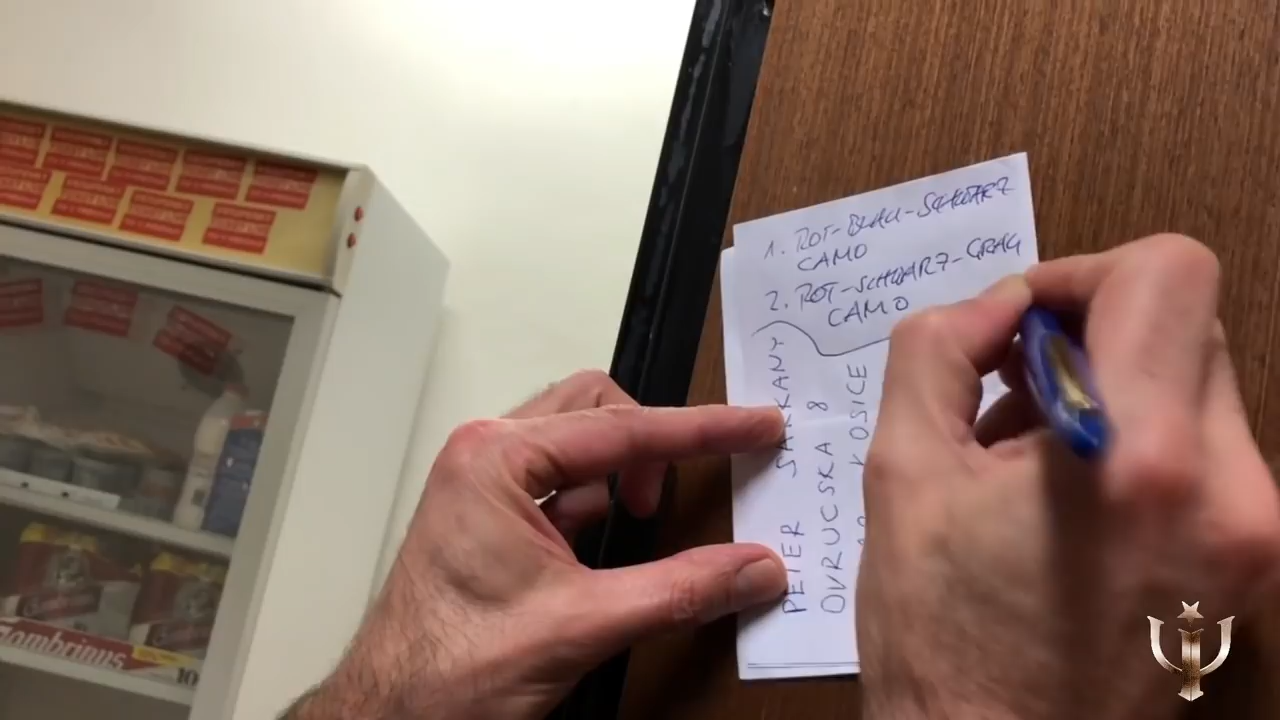 1. ROT-BLAU-SCHWARZ
CAMO
2. ROT-SCHWARZ-GRAU
CAMO
PETER SARKANY
OVRUCSKA 8
KOSICE
Gambrinus
10